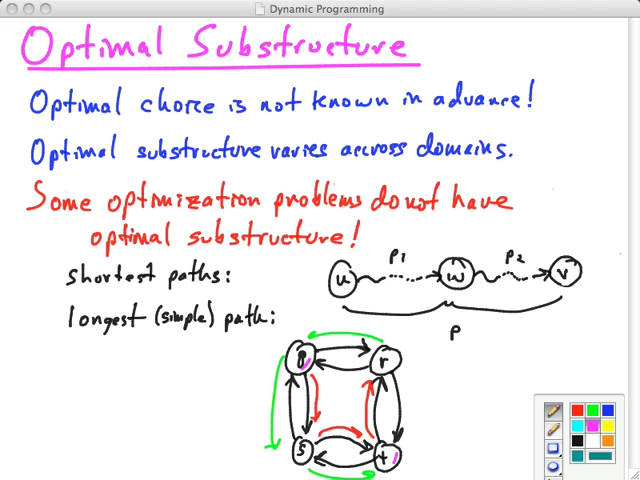 Dynamic Programming
Optimal Substructure
Optimal choice is not known in advance!
Optimal substructure varies accross domains.
Some optimization problems do not have
optimal substructure!
shortest paths:
u p1 w p2 v
longest (simple) path:
p
q r
s t